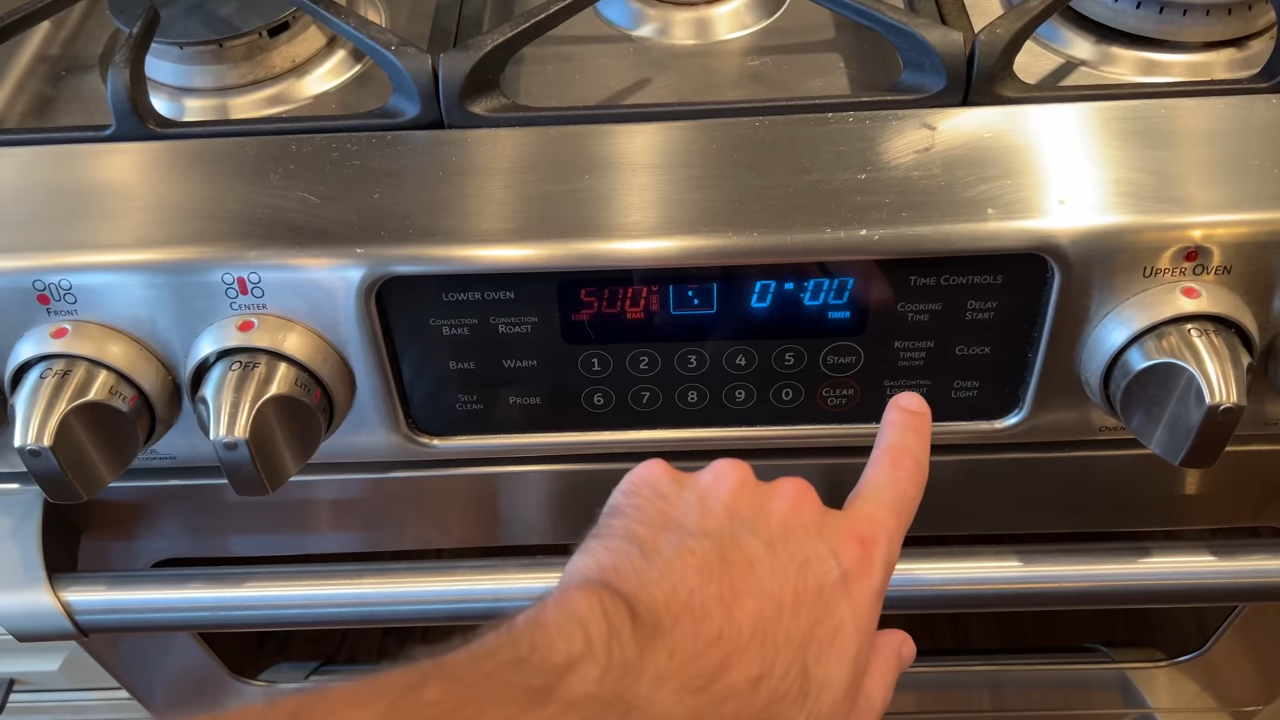 FRONT
CENTER
OFF
LITE
OFF
LITE
LOWER OVEN
CONVECTION
BAKE
CONVECTION
ROAST
BAKE
WARM
SELF
CLEAN
PROBE
500
BAKE
0 HR:00
TIMER
1 2 3 4 5 START
6 7 8 9 0 CLEAR
OFF
TIME CONTROLS
COOKING
TIME
DELAY
START
KITCHEN
TIMER
ON/OFF
CLOCK
GAS/CONTROL
LOCKOUT
OVEN
LIGHT
UPPER OVEN
OFF
OVEN